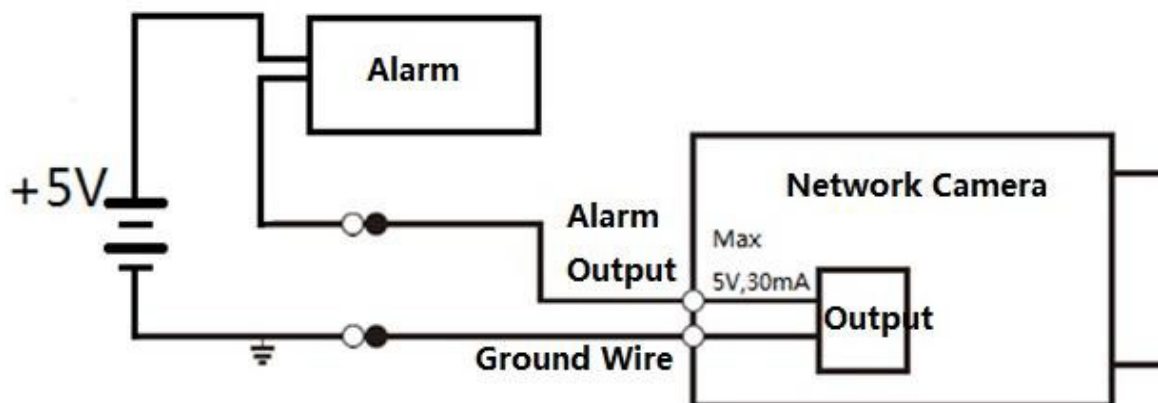 Alarm
+5V
Network Camera
Alarm
Output
Max
5V,30mA
Output
Ground Wire